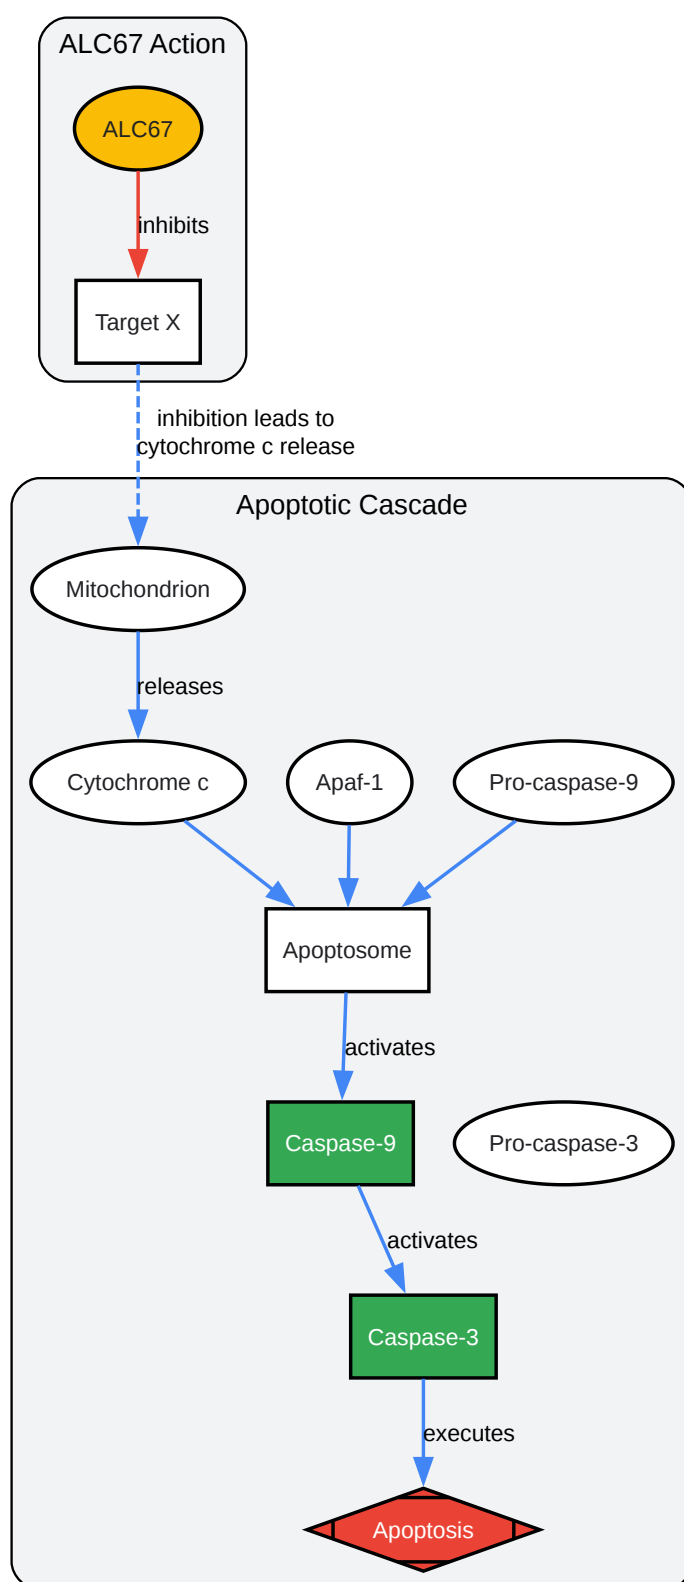 ALC67 Action
ALC67
inhibits
Target X
inhibition leads to
cytochrome c release
Apoptotic Cascade
Mitochondrion
releases
Cytochrome c
Apaf-1
Pro-caspase-9
Apoptosome
activates
Caspase-9
Pro-caspase-3
activates
Caspase-3
executes
Apoptosis